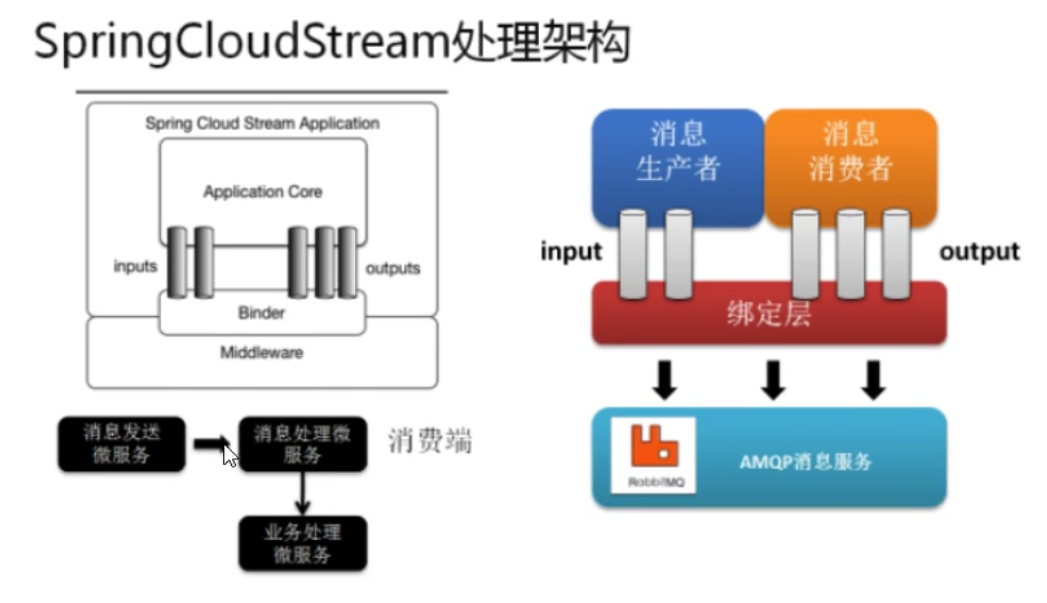 SpringCloudStream处理架构
Spring Cloud Stream Application
Application Core
inputs
outputs
Binder
Middleware
消息发送
微服务
消息处理微
服务
消费端
业务处理
微服务
消息
生产者
消息
消费者
input
output
绑定层
RabbitMQ
AMQP消息服务